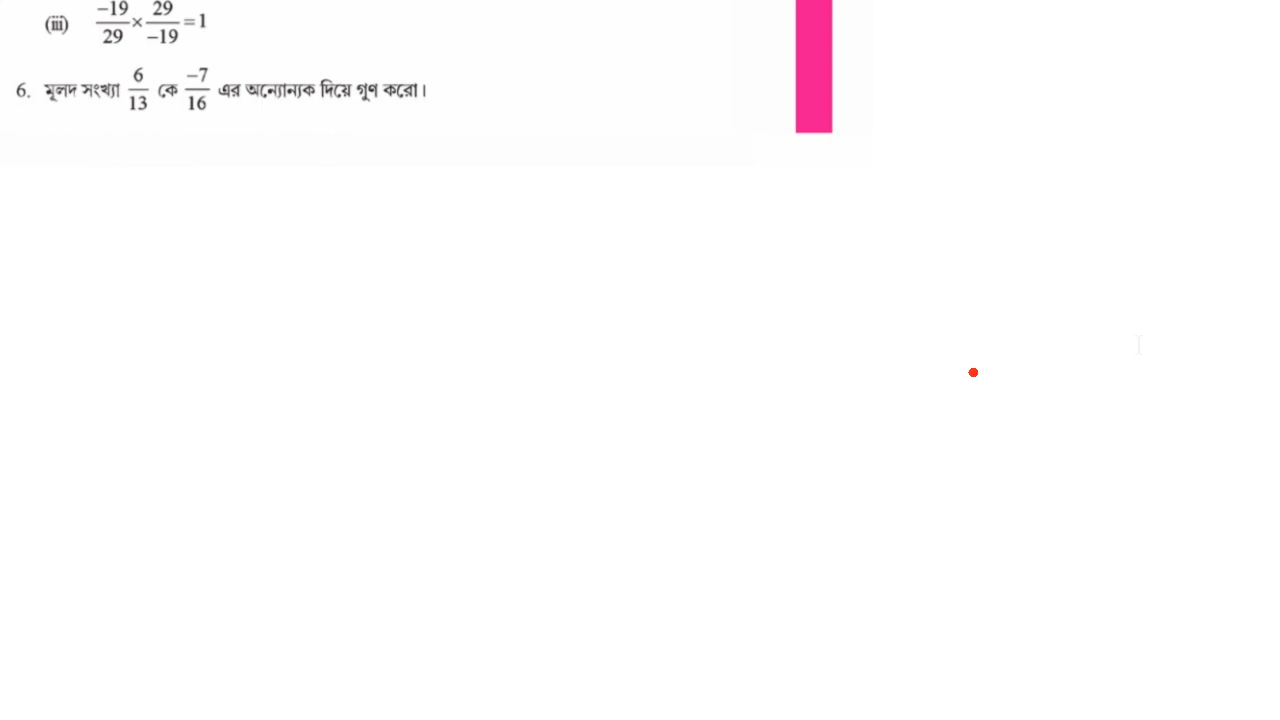 (iii) −19/29 × 29/−19 = 1
6. মূলদ সংখ্যা 6/13 কে −7/16 এর অন্যোন্যক দিয়ে গুণ করো।